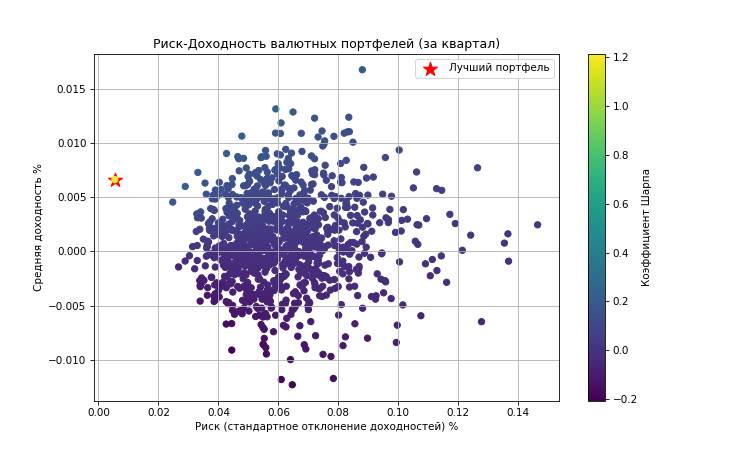 Риск-Доходность валютных портфелей (за квартал)
Лучший портфель
Средняя доходность %
0.015
0.010
0.005
0.000
−0.005
−0.010
0.00 0.02 0.04 0.06 0.08 0.10 0.12 0.14
Риск (стандартное отклонение доходностей) %
1.2
1.0
0.8
0.6
0.4
0.2
0.0
−0.2
Коэффициент Шарпа